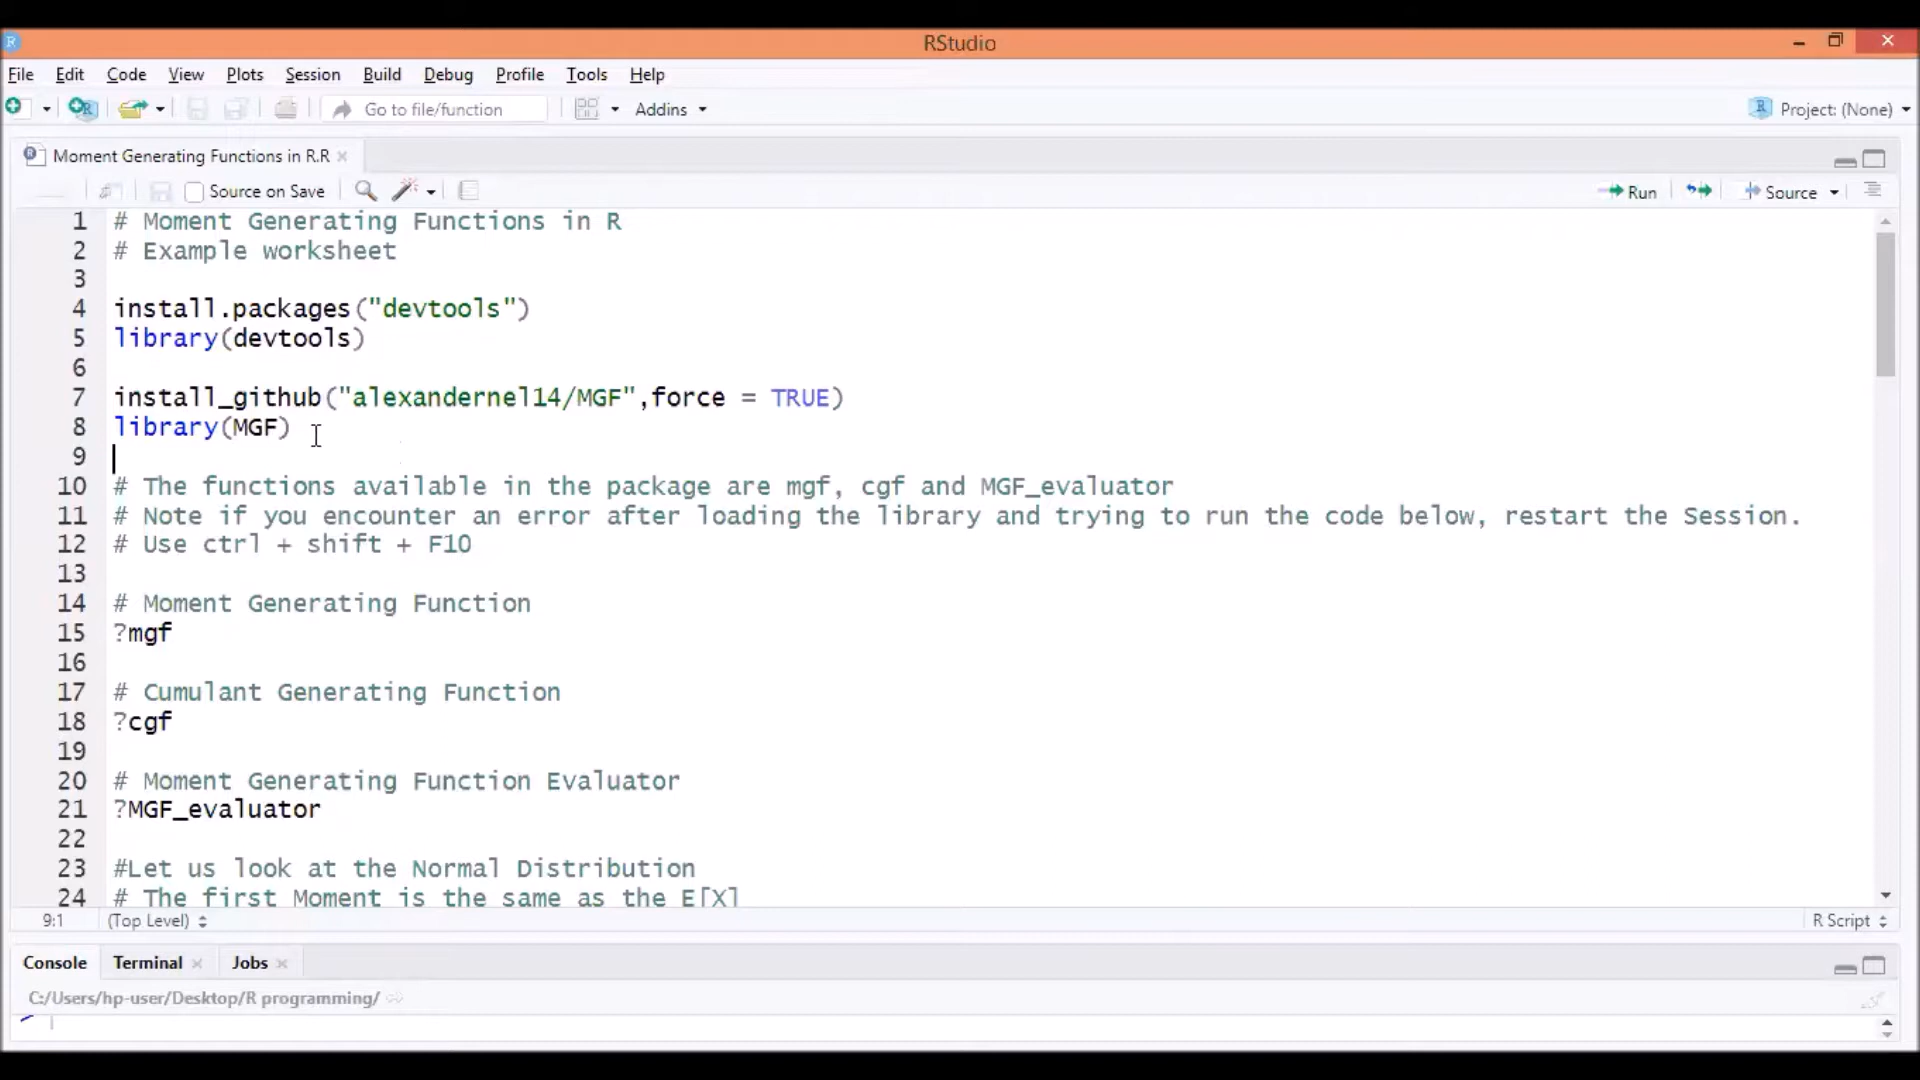 RStudio
File Edit Code View Plots Session Build Debug Profile Tools Help
Go to file/function Addins Project: (None)
Moment Generating Functions in R.R
Source on Save Run Source
1 # Moment Generating Functions in R
2 # Example worksheet
3
4 install.packages("devtools")
5 library(devtools)
6
7 install_github("alexandernel14/MGF",force = TRUE)
8 library(MGF)
9
10 # The functions available in the package are mgf, cgf and MGF_evaluator
11 # Note if you encounter an error after loading the library and trying to run the code below, restart the Session.
12 # Use ctrl + shift + F10
13
14 # Moment Generating Function
15 ?mgf
16
17 # Cumulant Generating Function
18 ?cgf
19
20 # Moment Generating Function Evaluator
21 ?MGF_evaluator
22
23 #Let us look at the Normal Distribution
24 # The first Moment is the same as the E[X]
9:1 (Top Level) R Script
Console Terminal Jobs
C:/Users/hp-user/Desktop/R programming/